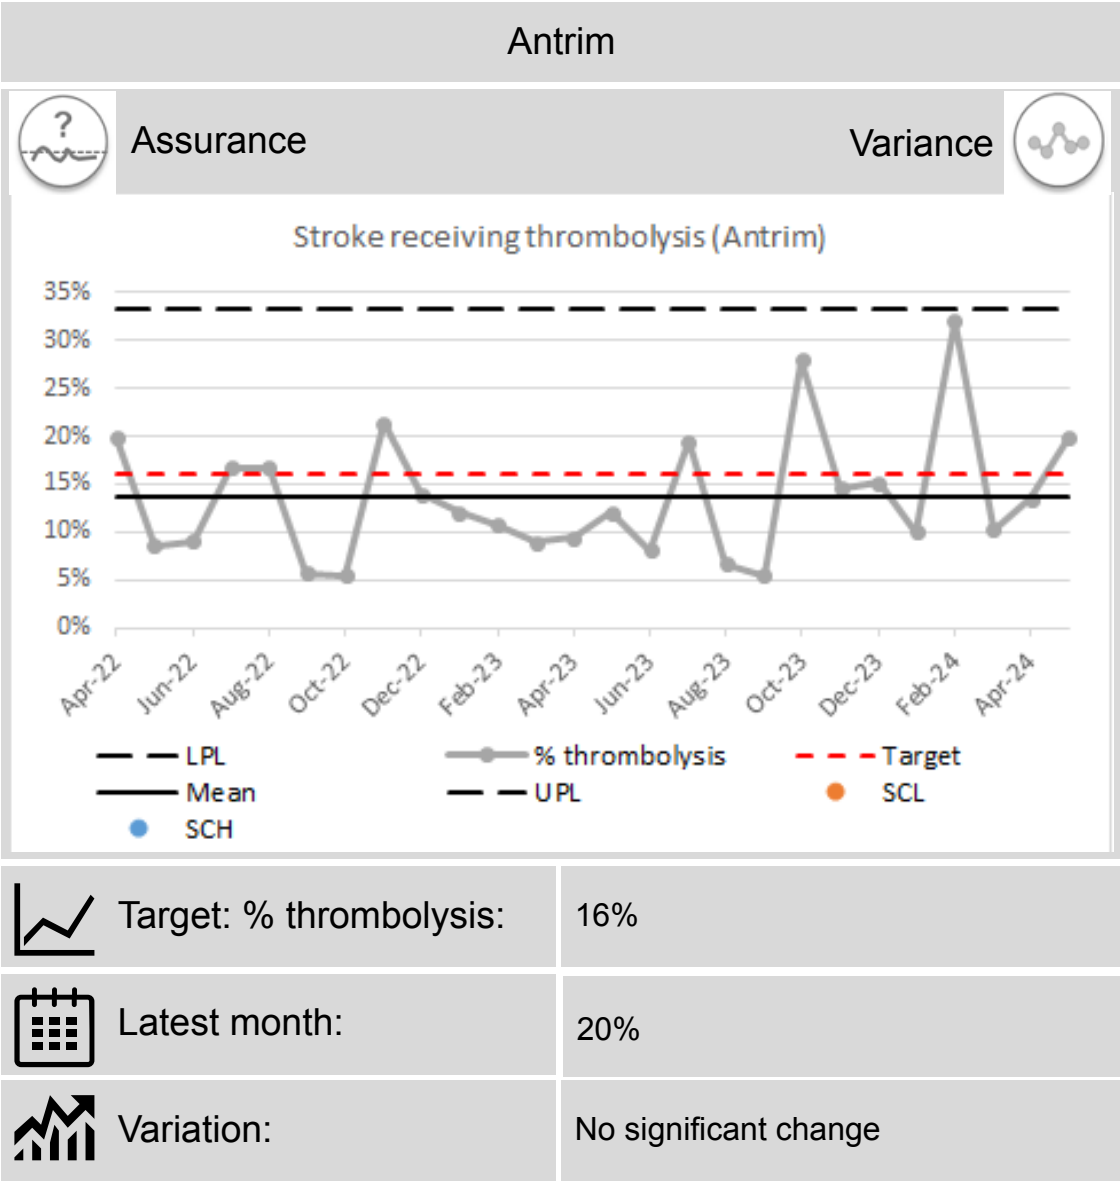 Antrim
?
Assurance
Variance
Stroke receiving thrombolysis (Antrim)
35%
30%
25%
20%
15%
10%
5%
0%
Apr-22
Jun-22
Aug-22
Oct-22
Dec-22
Feb-23
Apr-23
Jun-23
Aug-23
Oct-23
Dec-23
Feb-24
Apr-24
LPL
% thrombolysis
Target
Mean
UPL
SCL
SCH
Target: % thrombolysis:
16%
Latest month:
20%
Variation:
No significant change